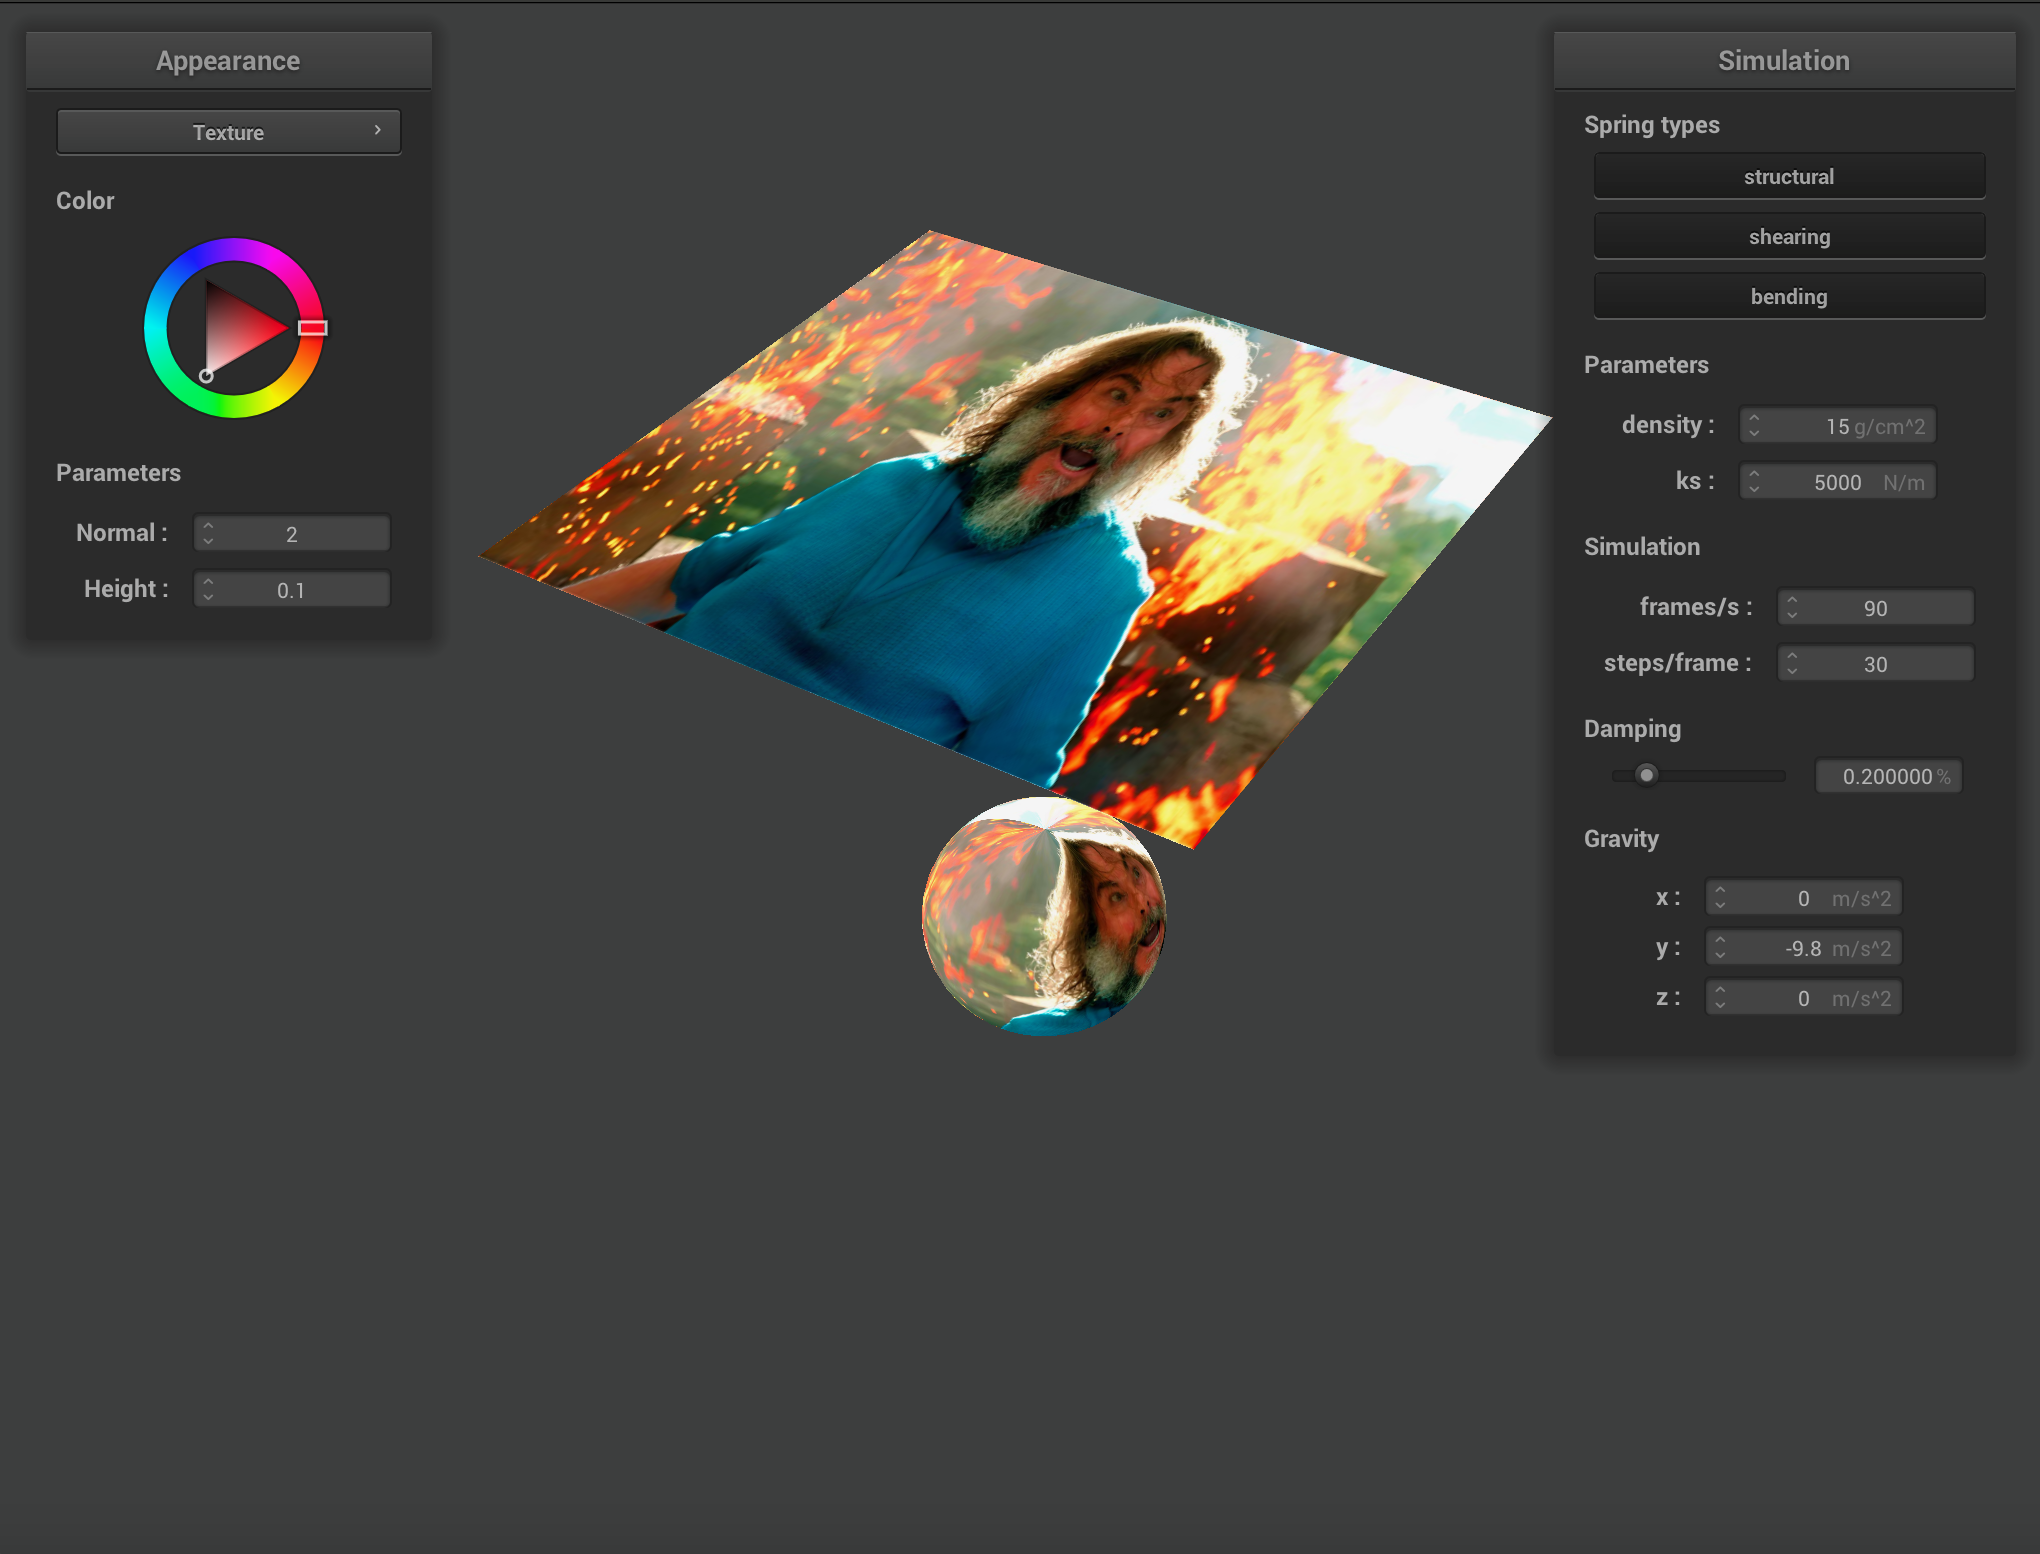 Appearance
Texture
Color
Parameters
Normal : 2
Height : 0.1
Simulation
Spring types
structural
shearing
bending
Parameters
density : 15 g/cm^2
ks : 5000 N/m
Simulation
frames/s : 90
steps/frame : 30
Damping
0.200000 %
Gravity
x : 0 m/s^2
y : -9.8 m/s^2
z : 0 m/s^2